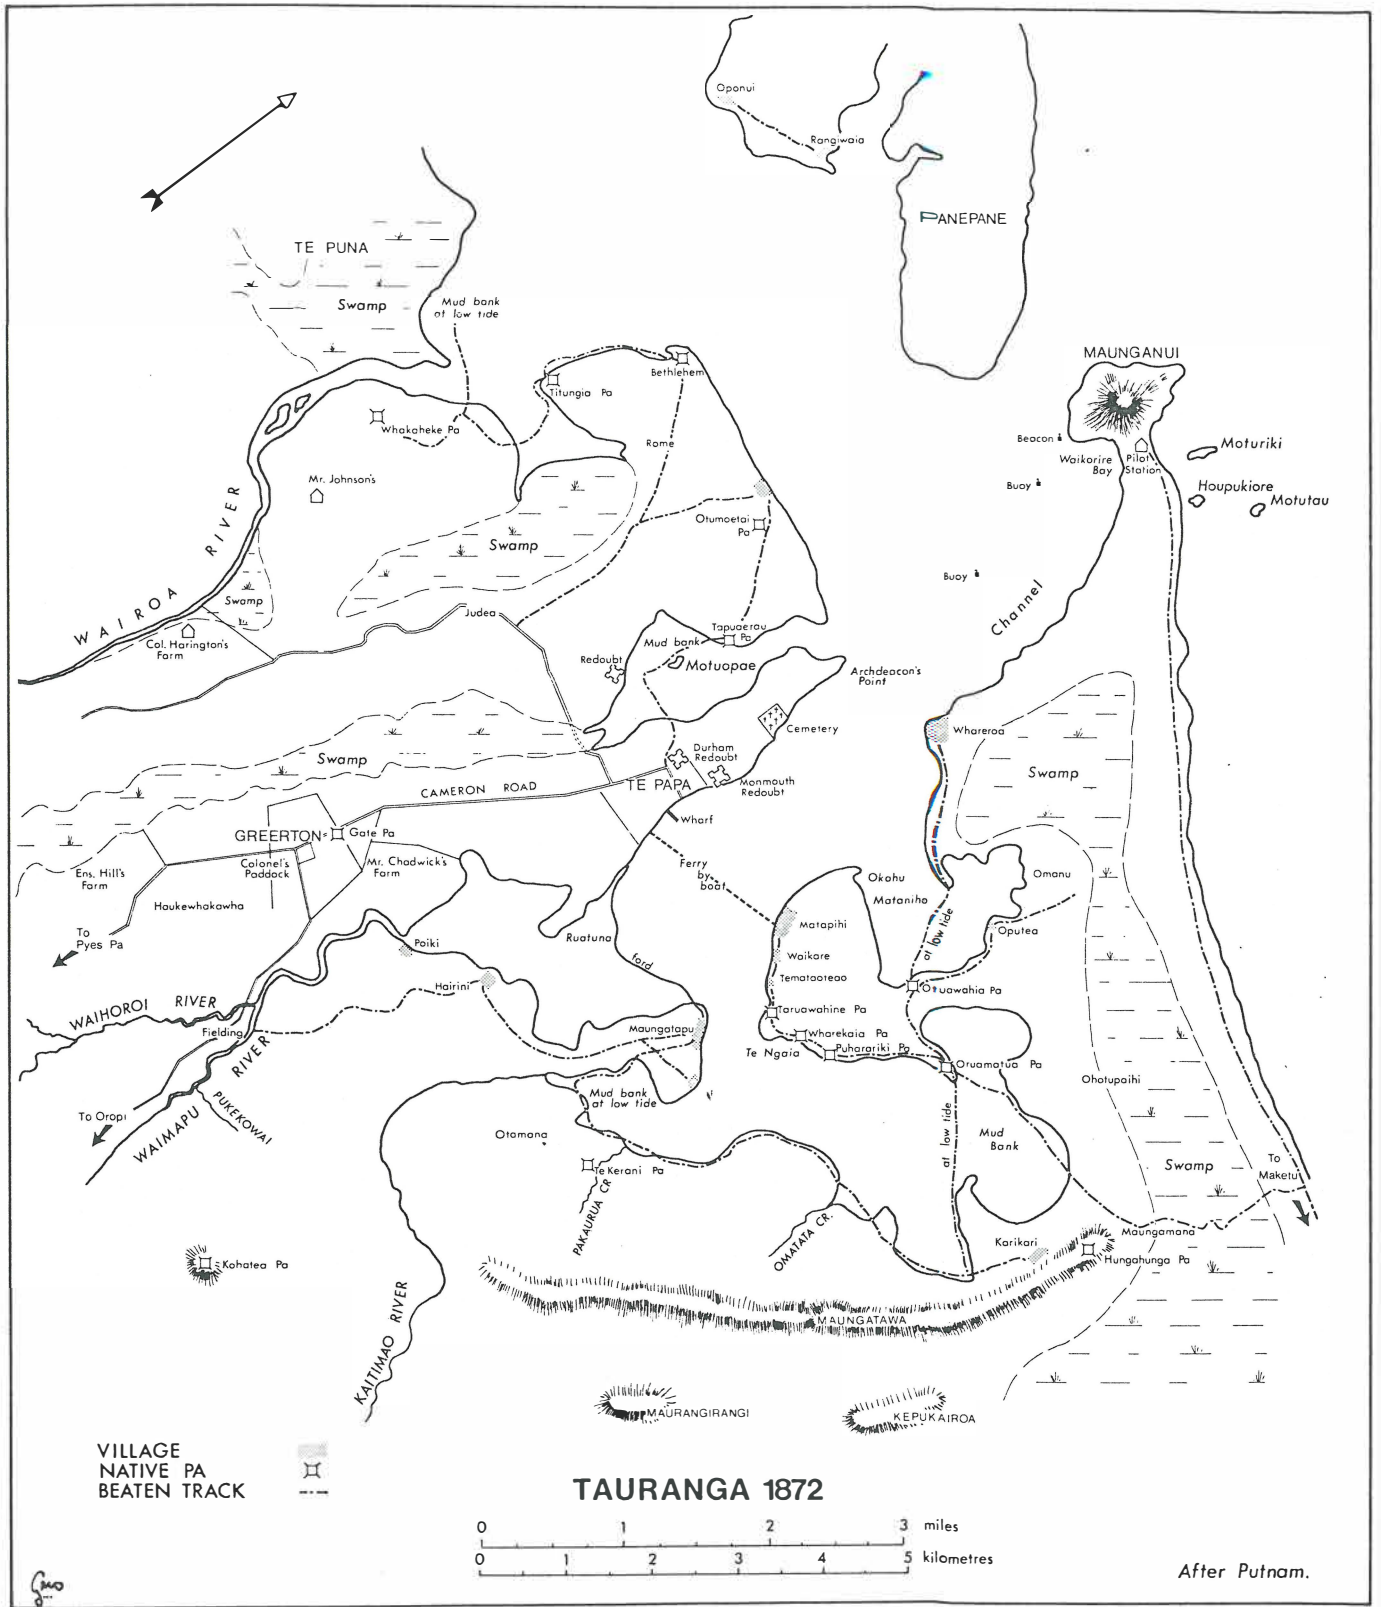 Oponui
Rangiwaia
PANEPANE
TE PUNA
Swamp
Mud bank
at low tide
MAUNGANUI
Bethlehem
Titungia Pa
Whakaheke Pa
Rome
Beacon
Waikorire
Bay
Pilot
Station
Moturiki
Houpukiore
Motutau
Buoy
Mr. Johnson's
WAIROA RIVER
Otumoetai
Pa
Swamp
Buoy
Channel
Swamp
Judea
Col. Harington's
Farm
Tapuaerau
Pa
Mud bank
Redoubt
Motuopae
Archdeacon's
Point
Cemetery
Whareroa
Swamp
Swamp
Durham
Redoubt
TE PAPA
Monmouth
Redoubt
CAMERON ROAD
Wharf
GREERTON
Gate Pa
Colonel's
Paddock
Mr. Chadwick's
Farm
Ens. Hill's
Farm
Haukewhakawha
Ferry
by
boat
Okahu
Mataniho
Omanu
To
Pyes Pa
Matapihi
at low tide
Oputea
Poiki
Ruatuna
ford
Waikare
Tematooteao
Hairini
Otuawahia Pa
WAIHOROI RIVER
Taruawahine Pa
Fielding
Maungatapu
Wharekaia Pa
Te Ngaia
Puharariki Pa
Oruamatua Pa
Ohotupaihi
Mud bank
at low tide
To Oropi
WAIMAPU RIVER
PUKEKOWAI
Otamana
at low tide
Mud
Bank
Te Kerani Pa
PAKAURUA CR
Swamp
To
Maketu
OMATATA CR.
Maungamana
Karikari
Hungahunga Pa
Kohatea Pa
KAITIMAO RIVER
MAUNGATAWA
MAURANGIRANGI
KEPUKAIROA
VILLAGE
NATIVE PA
BEATEN TRACK
TAURANGA 1872
0 1 2 3 miles
0 1 2 3 4 5 kilometres
After Putnam.